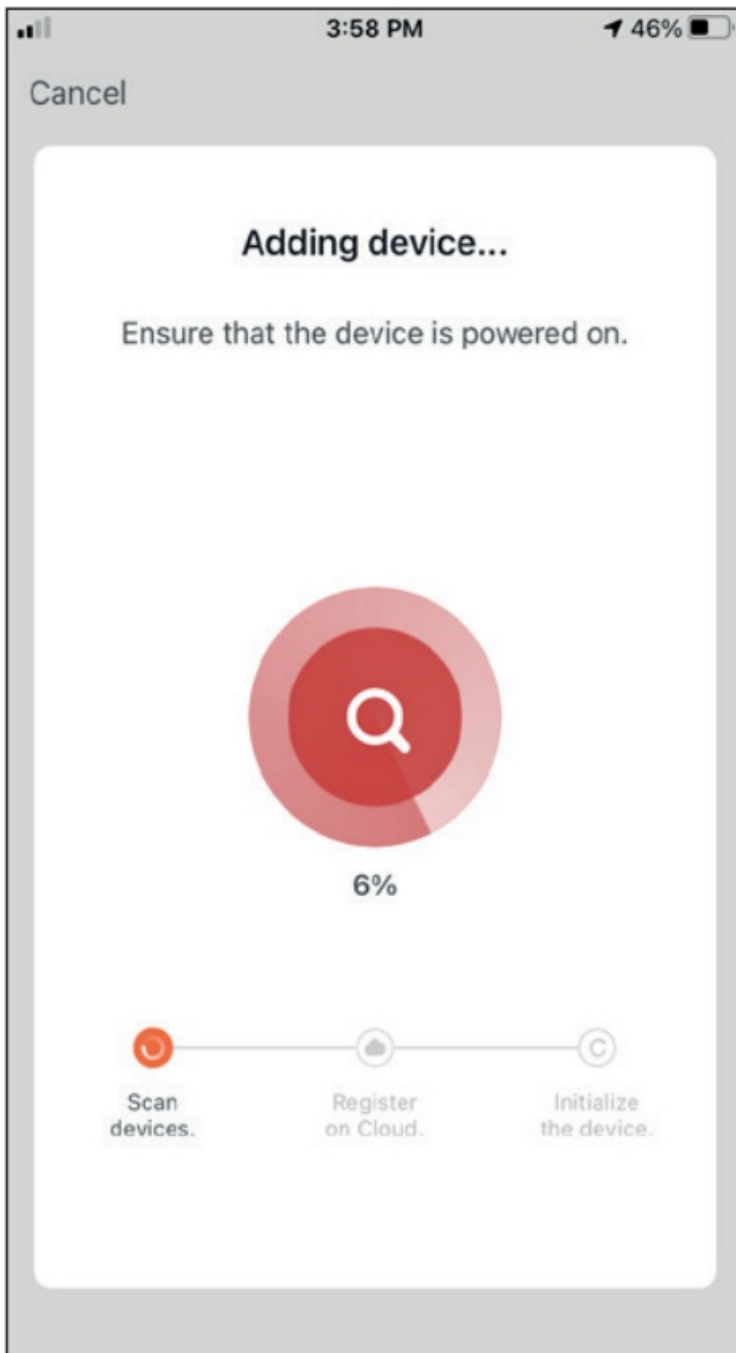 3:58 PM
46%
Cancel
Adding device...
Ensure that the device is powered on.
6%
Scan
devices.
Register
on Cloud.
Initialize
the device.